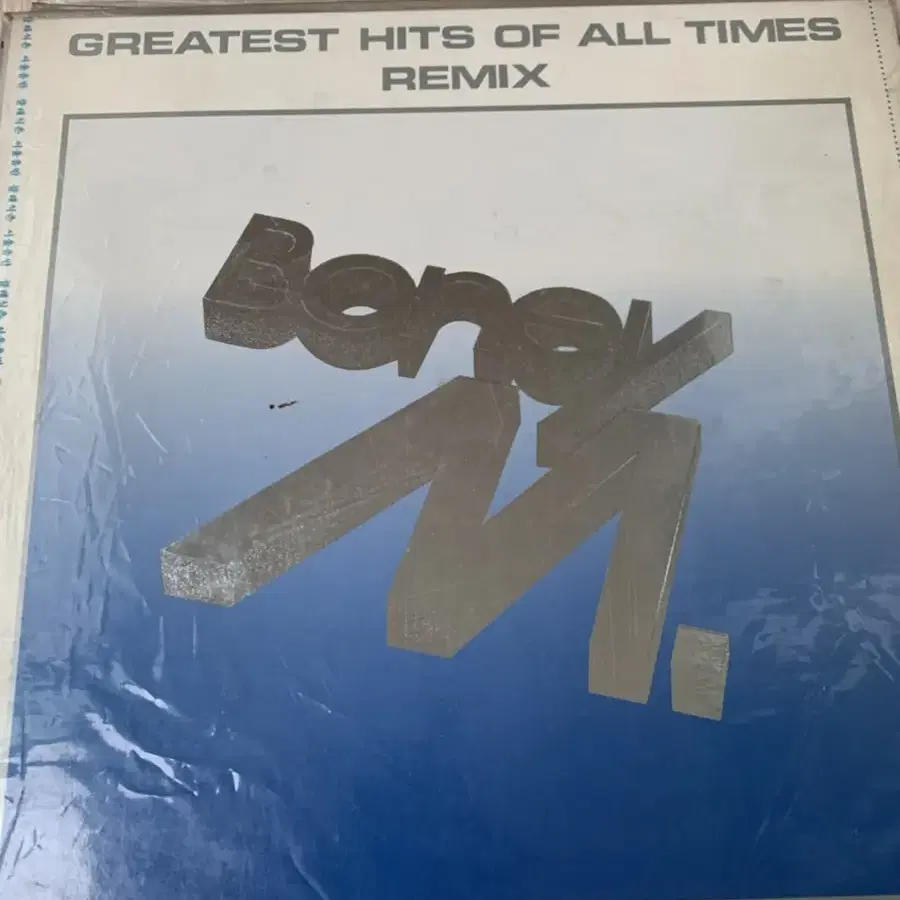 GREATEST HITS OF ALL TIMES
REMIX
Boney
M.